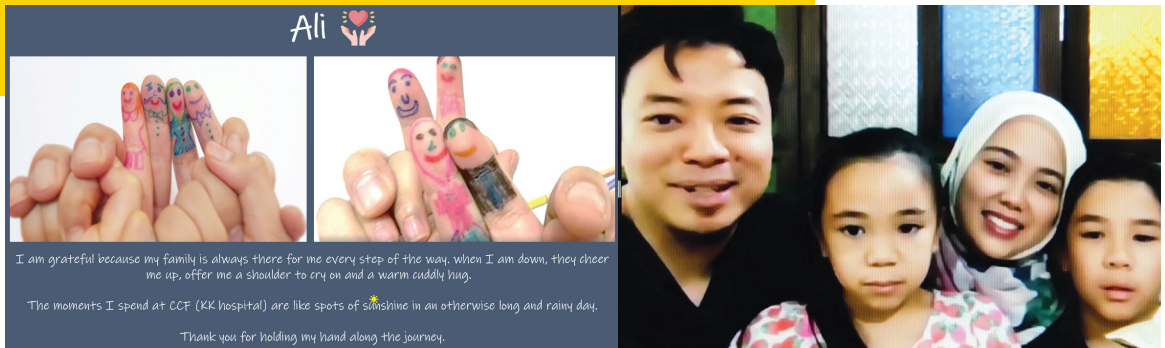 Ali
I am grateful because my family is always there for me every step of the way. when I am down, they cheer
me up, offer me a shoulder to cry on and a warm cuddly hug.
The moments I spend at CCF (KK hospital) are like spots of sunshine in an otherwise long and rainy day.
Thank you for holding my hand along the journey.